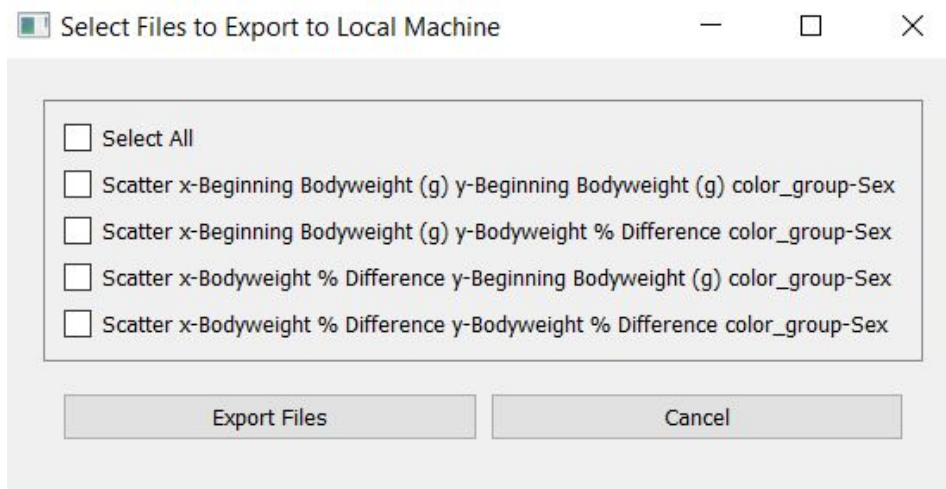 Select Files to Export to Local Machine
Select All
Scatter x-Beginning Bodyweight (g) y-Beginning Bodyweight (g) color_group-Sex
Scatter x-Beginning Bodyweight (g) y-Bodyweight % Difference color_group-Sex
Scatter x-Bodyweight % Difference y-Beginning Bodyweight (g) color_group-Sex
Scatter x-Bodyweight % Difference y-Bodyweight % Difference color_group-Sex
Export Files
Cancel